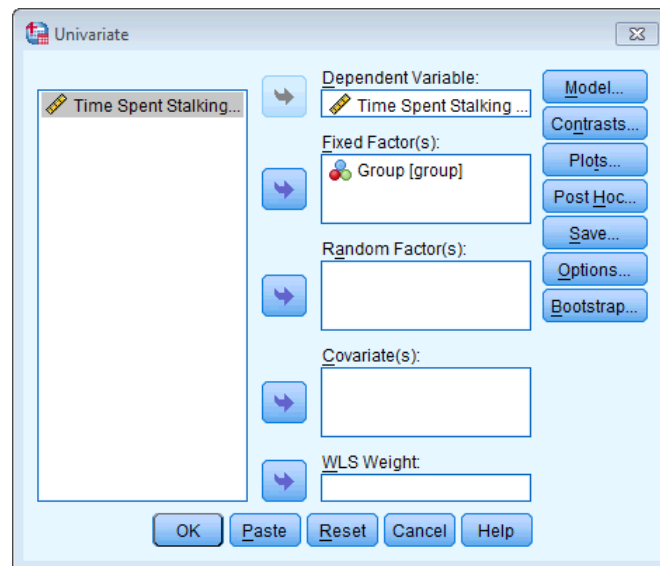 Univariate
Time Spent Stalking...
Dependent Variable:
Time Spent Stalking ...
Fixed Factor(s):
Group [group]
Random Factor(s):
Covariate(s):
WLS Weight:
Model...
Contrasts...
Plots...
Post Hoc...
Save...
Options...
Bootstrap...
OK
Paste
Reset
Cancel
Help